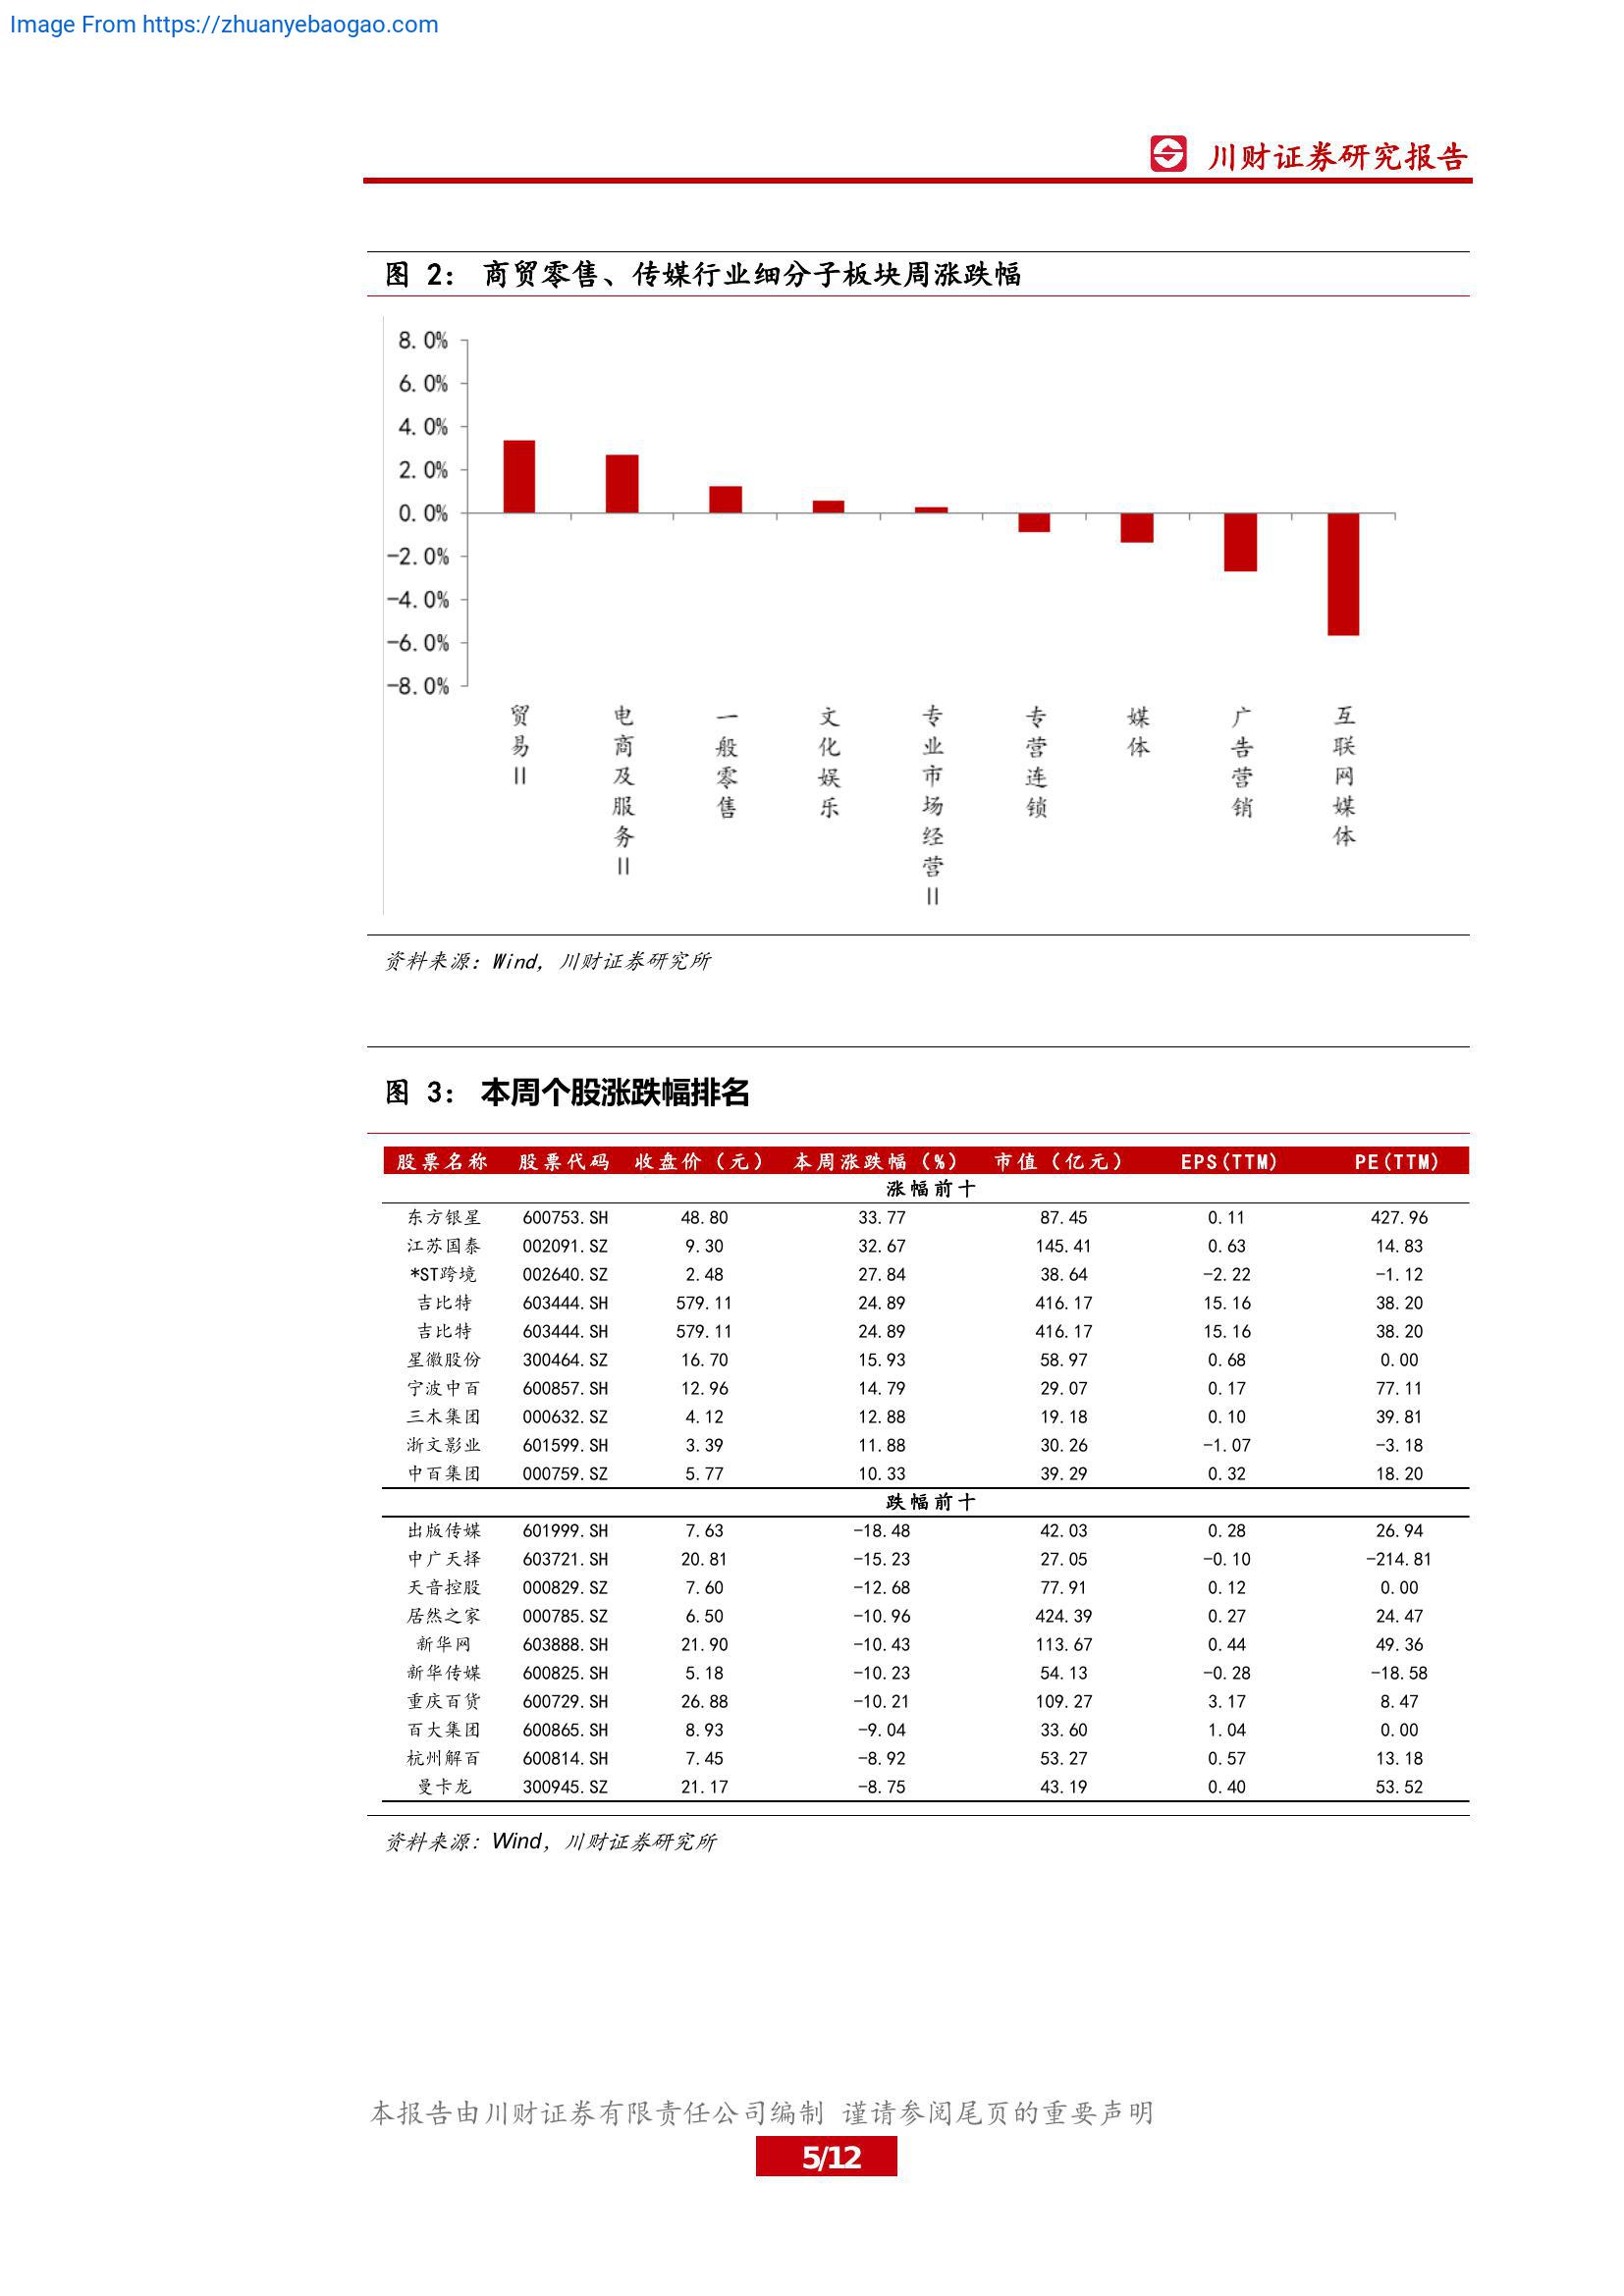 Image From https://zhuanyebaogao.com
川财证券研究报告
图 2： 商贸零售、传媒行业细分子板块周涨跌幅
8.0%
6.0%
4.0%
2.0%
0.0%
-2.0%
-4.0%
-6.0%
-8.0%
贸易II
电商及服务II
一般零售
文化娱乐
专业市场经营II
专营连锁
媒体
广告营销
互联网媒体
资料来源：Wind，川财证券研究所
图 3： 本周个股涨跌幅排名
股票名称 股票代码 收盘价（元） 本周涨跌幅（%） 市值（亿元） EPS(TTM) PE(TTM)
涨幅前十
东方银星 600753.SH 48.80 33.77 87.45 0.11 427.96
江苏国泰 002091.SZ 9.30 32.67 145.41 0.63 14.83
*ST跨境 002640.SZ 2.48 27.84 38.64 -2.22 -1.12
吉比特 603444.SH 579.11 24.89 416.17 15.16 38.20
吉比特 603444.SH 579.11 24.89 416.17 15.16 38.20
星徽股份 300464.SZ 16.70 15.93 58.97 0.68 0.00
宁波中百 600857.SH 12.96 14.79 29.07 0.17 77.11
三木集团 000632.SZ 4.12 12.88 19.18 0.10 39.81
浙文影业 601599.SH 3.39 11.88 30.26 -1.07 -3.18
中百集团 000759.SZ 5.77 10.33 39.29 0.32 18.20
跌幅前十
出版传媒 601999.SH 7.63 -18.48 42.03 0.28 26.94
中广天择 603721.SH 20.81 -15.23 27.05 -0.10 -214.81
天音控股 000829.SZ 7.60 -12.68 77.91 0.12 0.00
居然之家 000785.SZ 6.50 -10.96 424.39 0.27 24.47
新华网 603888.SH 21.90 -10.43 113.67 0.44 49.36
新华传媒 600825.SH 5.18 -10.23 54.13 -0.28 -18.58
重庆百货 600729.SH 26.88 -10.21 109.27 3.17 8.47
百大集团 600865.SH 8.93 -9.04 33.60 1.04 0.00
杭州解百 600814.SH 7.45 -8.92 53.27 0.57 13.18
曼卡龙 300945.SZ 21.17 -8.75 43.19 0.40 53.52
资料来源：Wind，川财证券研究所
本报告由川财证券有限责任公司编制 谨请参阅尾页的重要声明
5/12